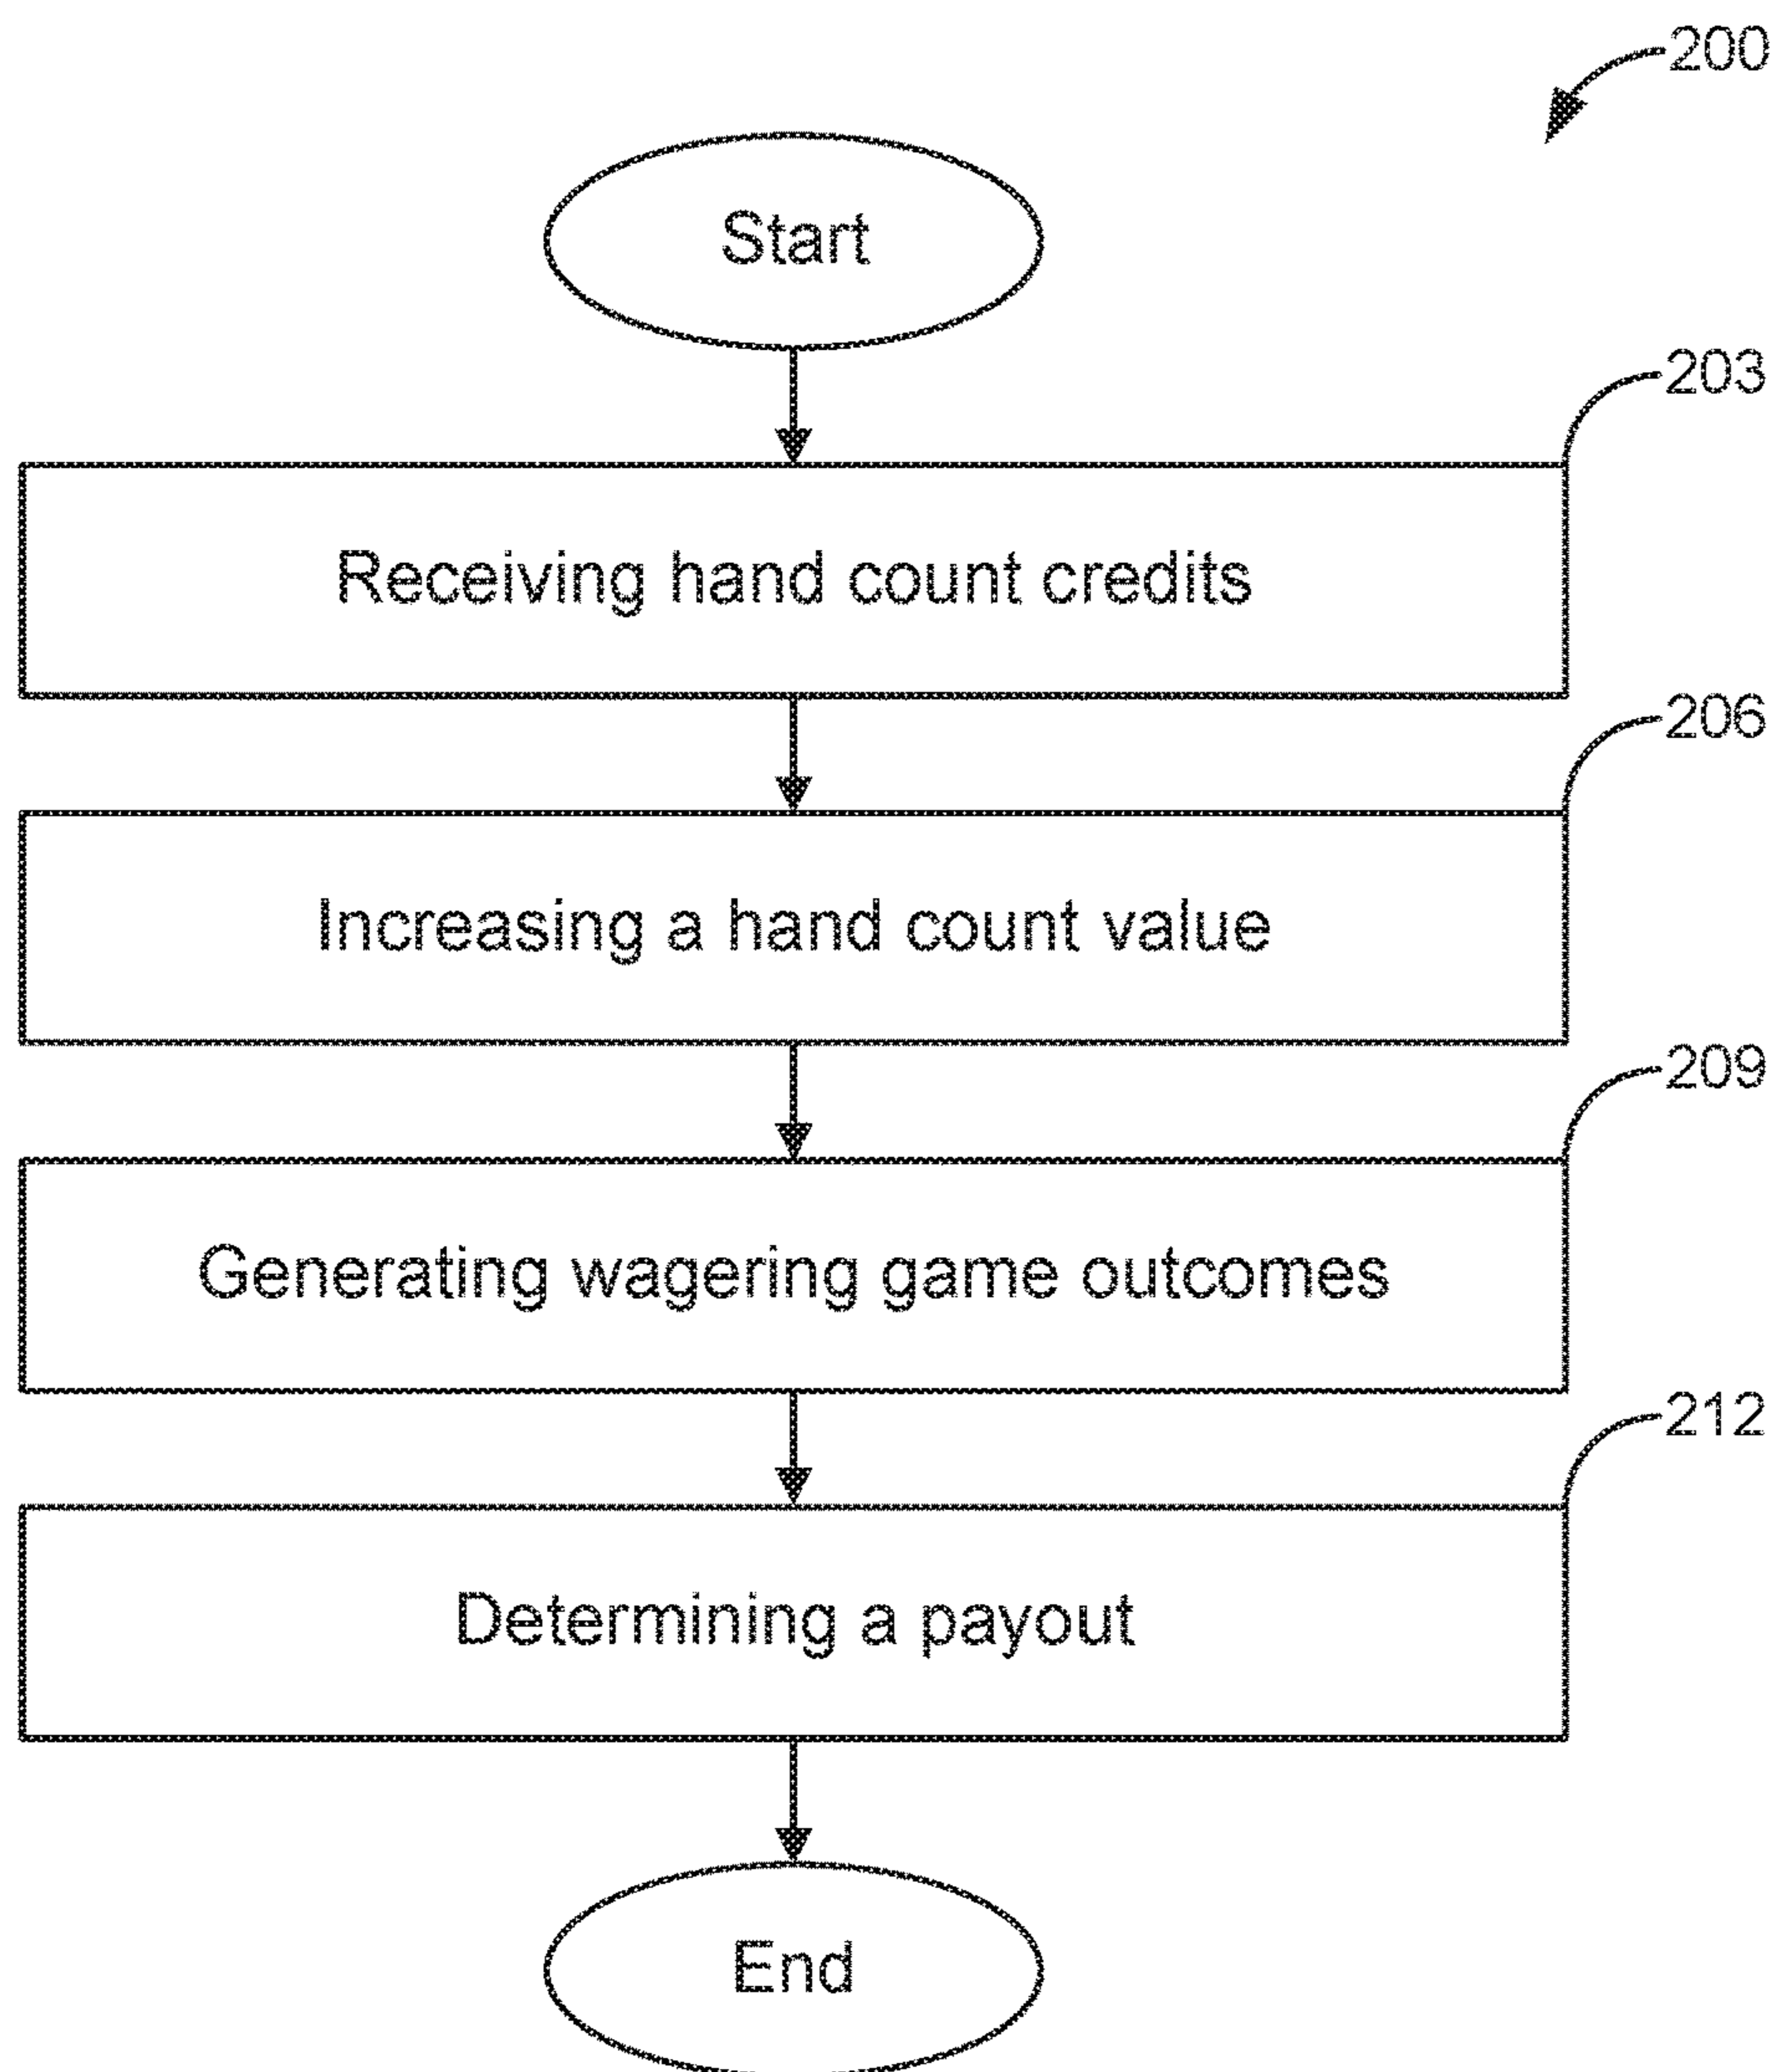 200
Start
203
Receiving hand count credits
206
Increasing a hand count value
209
Generating wagering game outcomes
212
Determining a payout
End